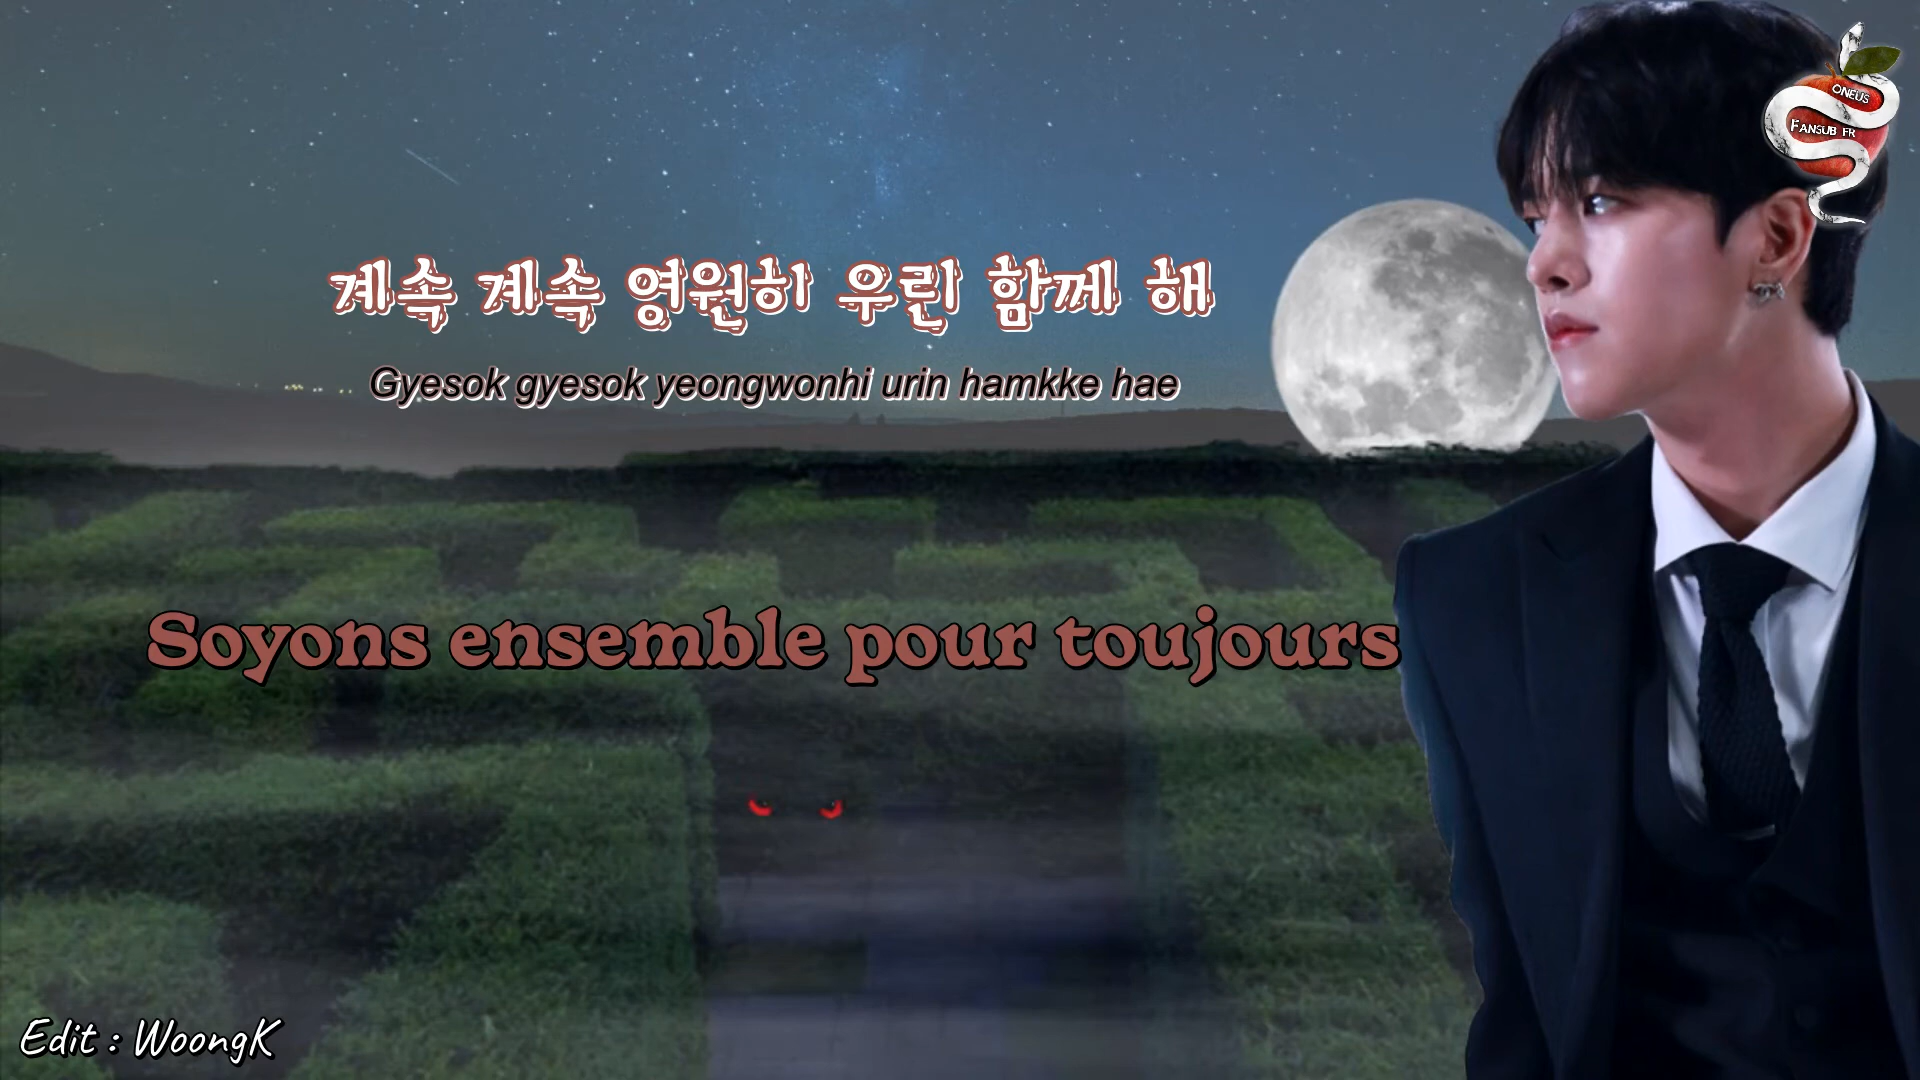 ONEUS
FANSUB FR
계속 계속 영원히 우린 함께 해
Gyesok gyesok yeongwonhi urin hamkke hae
Soyons ensemble pour toujours
Edit : WoongK